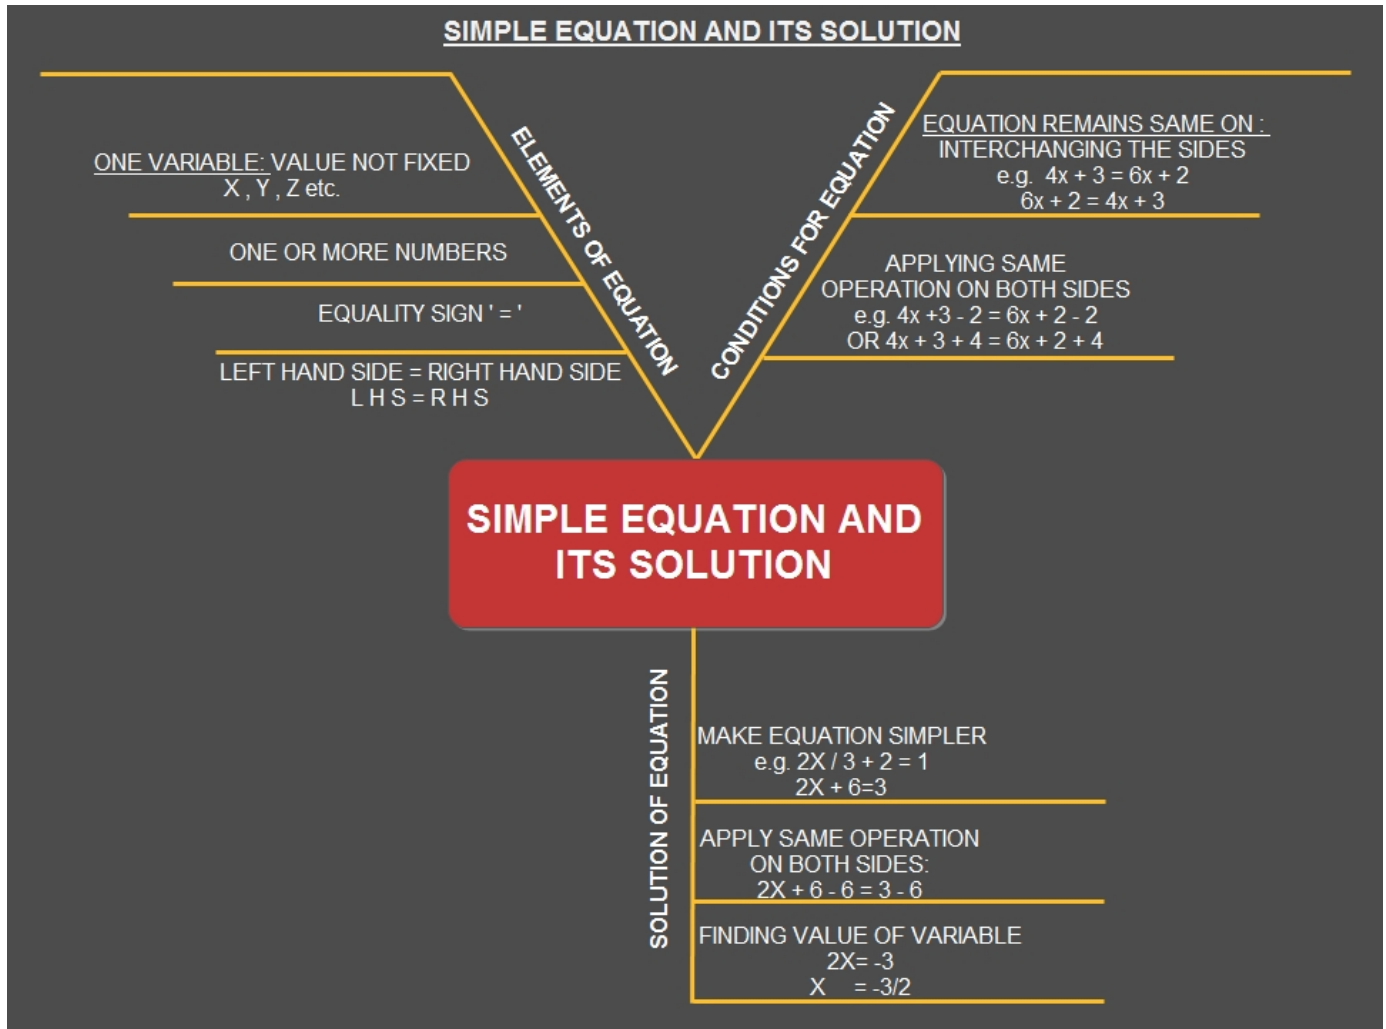 SIMPLE EQUATION AND ITS SOLUTION
ELEMENTS OF EQUATION
ONE VARIABLE: VALUE NOT FIXED
X , Y , Z etc.
ONE OR MORE NUMBERS
EQUALITY SIGN ' = '
LEFT HAND SIDE = RIGHT HAND SIDE
L H S = R H S
CONDITIONS FOR EQUATION
EQUATION REMAINS SAME ON :
INTERCHANGING THE SIDES
e.g. 4x + 3 = 6x + 2
6x + 2 = 4x + 3
APPLYING SAME
OPERATION ON BOTH SIDES
e.g. 4x +3 - 2 = 6x + 2 - 2
OR 4x + 3 + 4 = 6x + 2 + 4
SIMPLE EQUATION AND
ITS SOLUTION
SOLUTION OF EQUATION
MAKE EQUATION SIMPLER
e.g. 2X / 3 + 2 = 1
2X + 6=3
APPLY SAME OPERATION
ON BOTH SIDES:
2X + 6 - 6 = 3 - 6
FINDING VALUE OF VARIABLE
2X= -3
X = -3/2